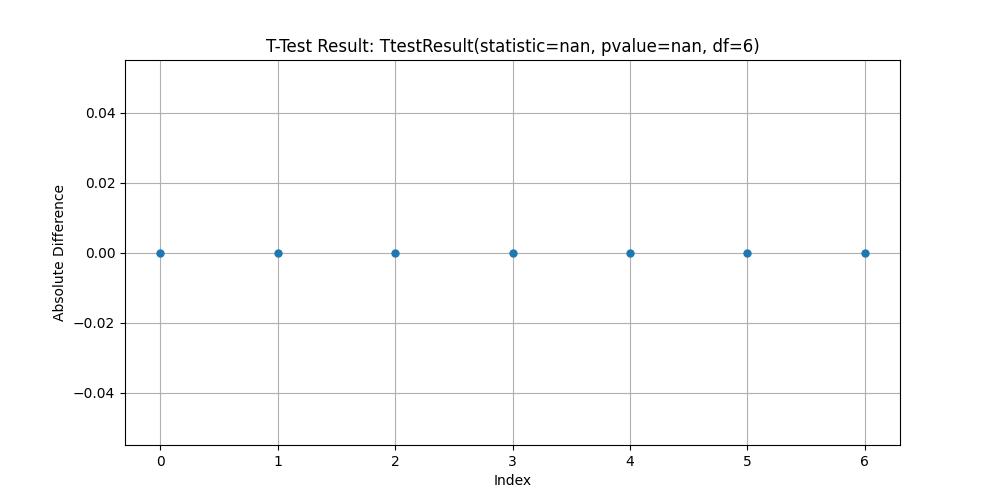 T-Test Result: TtestResult(statistic=nan, pvalue=nan, df=6)
Absolute Difference
0.04
0.02
0.00
−0.02
−0.04
0 1 2 3 4 5 6
Index